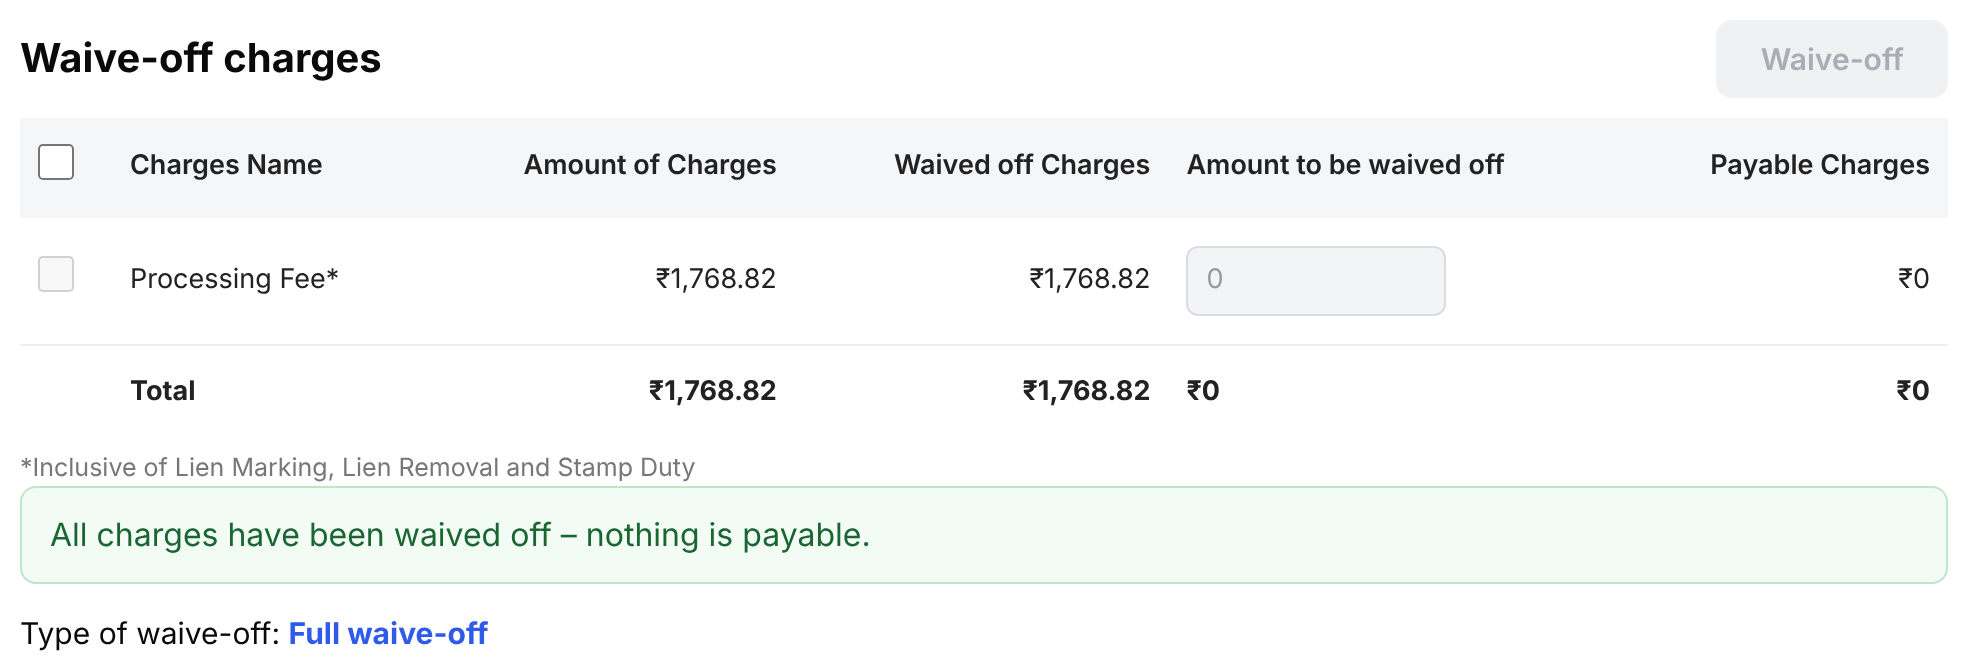 Waive-off charges
Waive-off
Charges Name Amount of Charges Waived off Charges Amount to be waived off Payable Charges
Processing Fee* ₹1,768.82 ₹1,768.82 0 ₹0
Total ₹1,768.82 ₹1,768.82 ₹0 ₹0
*Inclusive of Lien Marking, Lien Removal and Stamp Duty
All charges have been waived off – nothing is payable.
Type of waive-off: Full waive-off